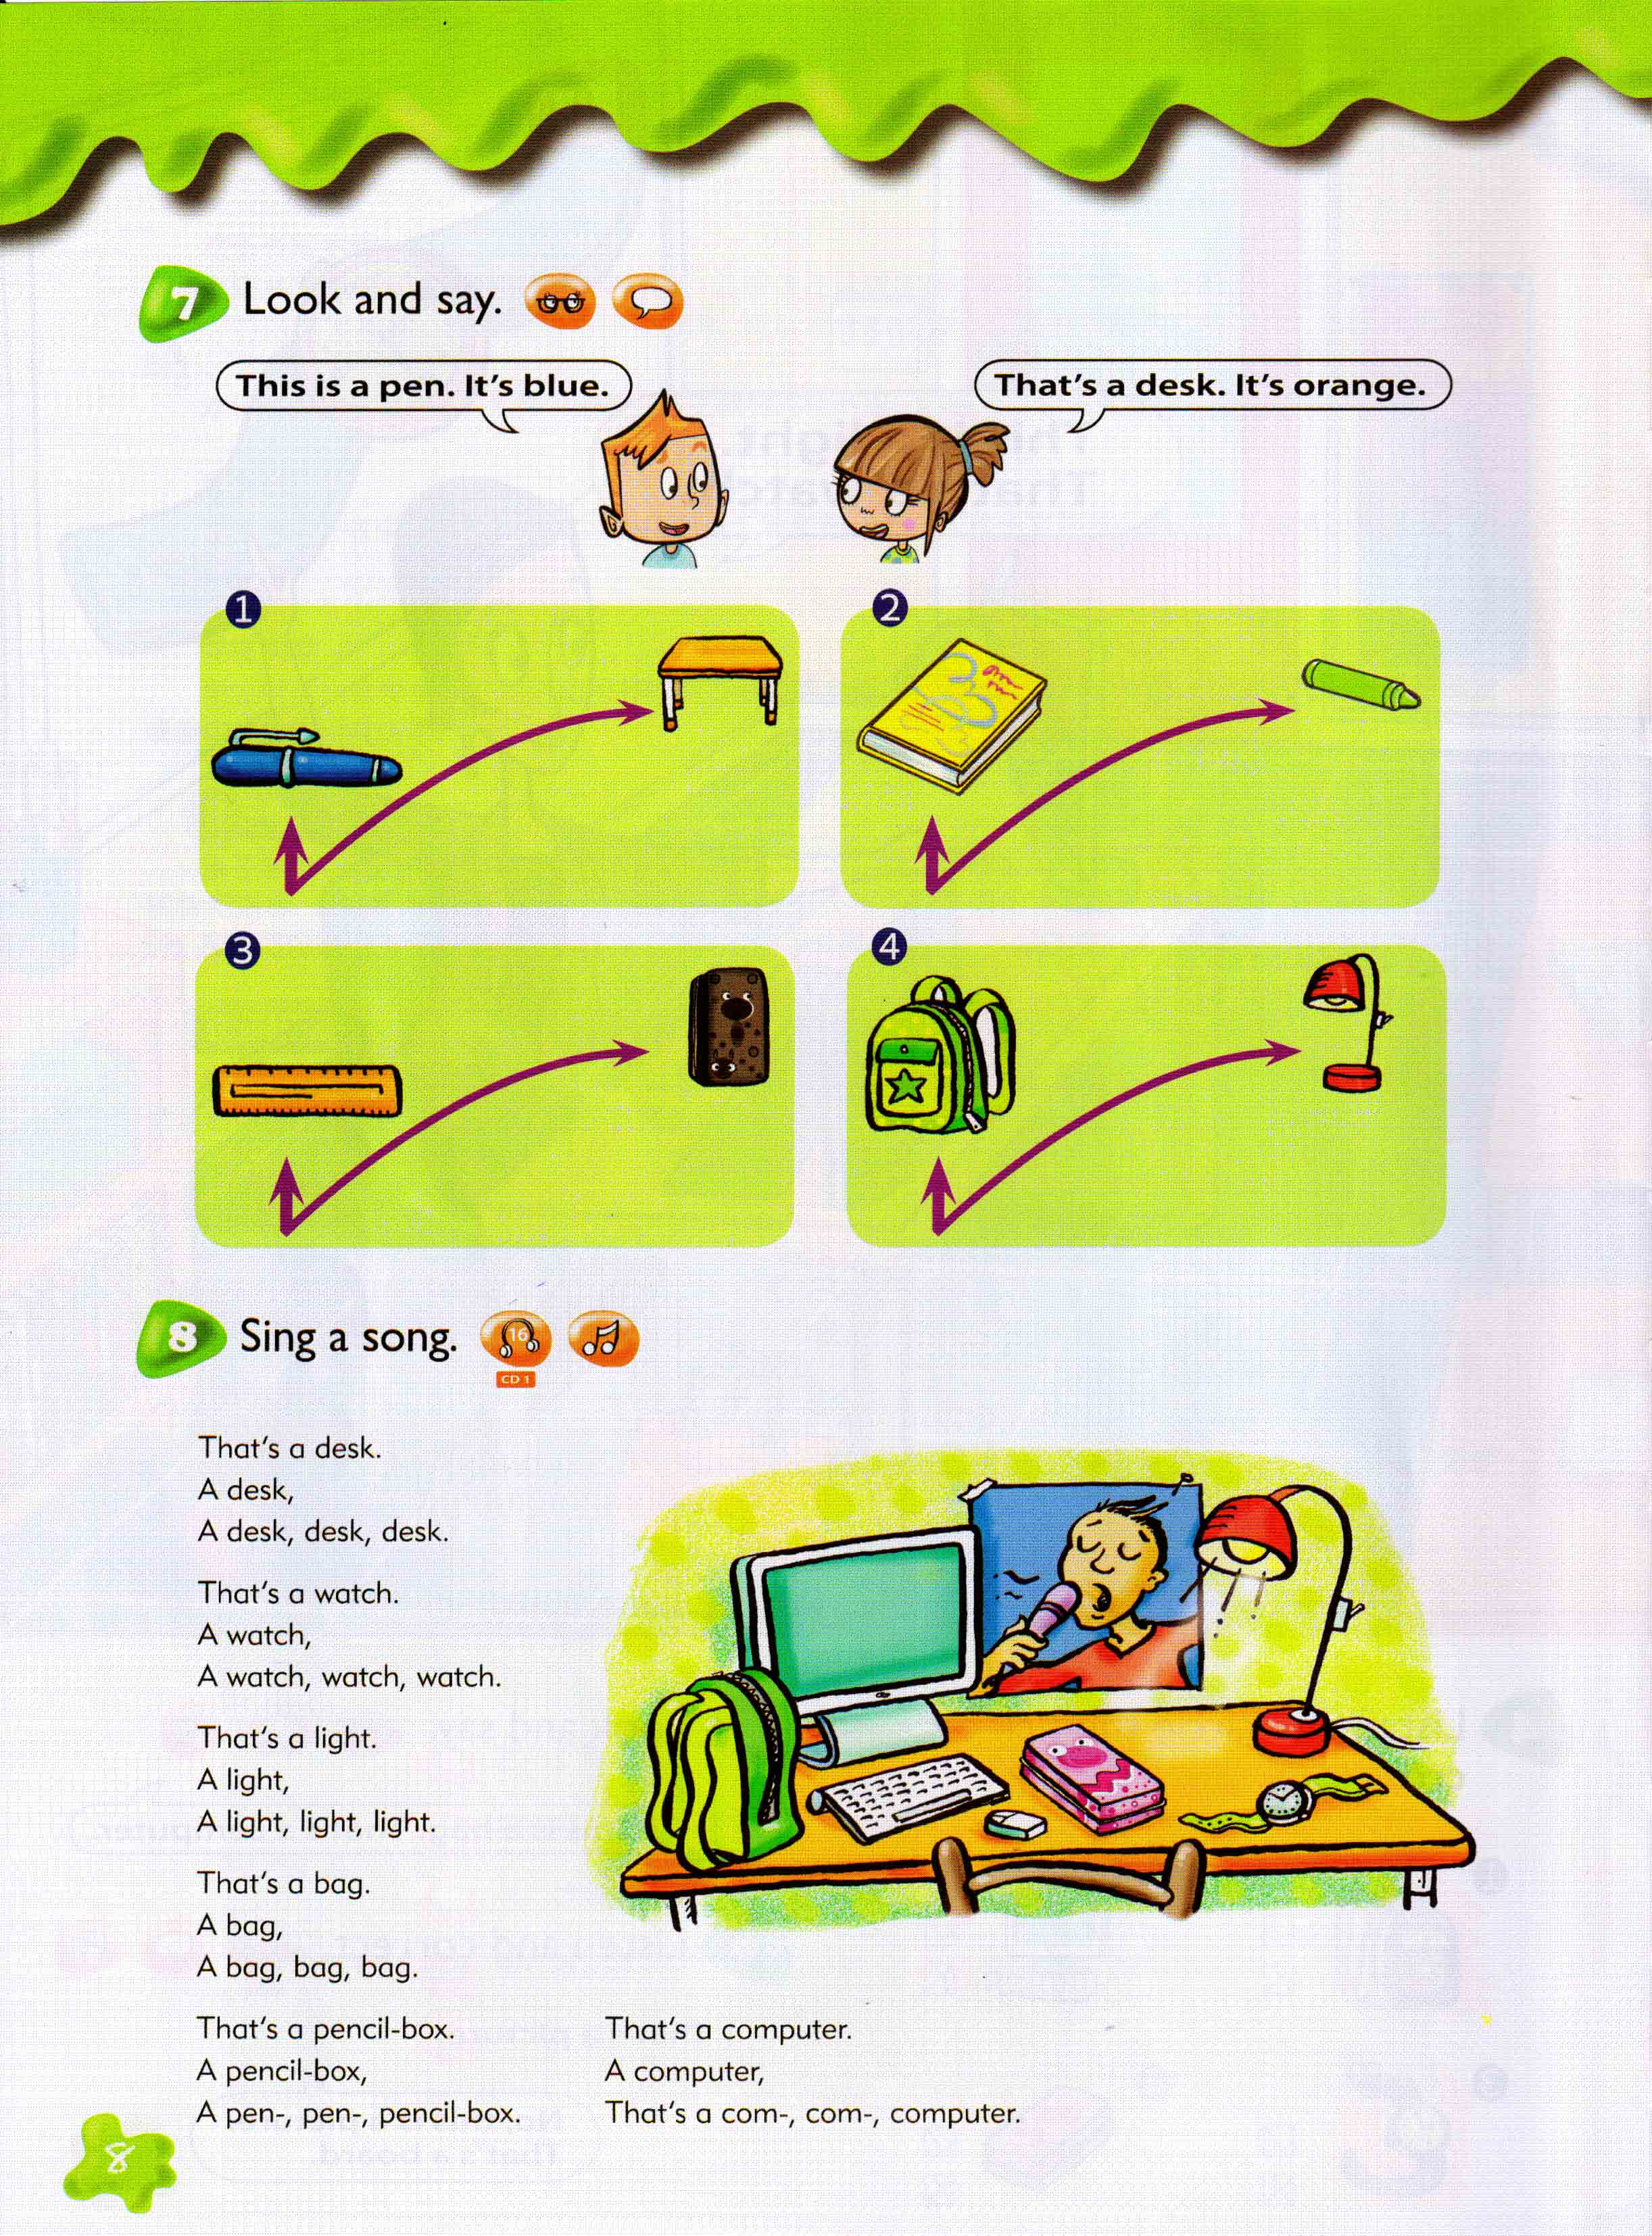 7 Look and say.
This is a pen. It's blue.
That's a desk. It's orange.
1
2
3
4
8 Sing a song.
16
CD 1
That's a desk.
A desk,
A desk, desk, desk.
That's a watch.
A watch,
A watch, watch, watch.
That's a light.
A light,
A light, light, light.
That's a bag.
A bag,
A bag, bag, bag.
That's a pencil-box.
A pencil-box,
A pen-, pen-, pencil-box.
That's a computer.
A computer,
That's a com-, com-, computer.
8